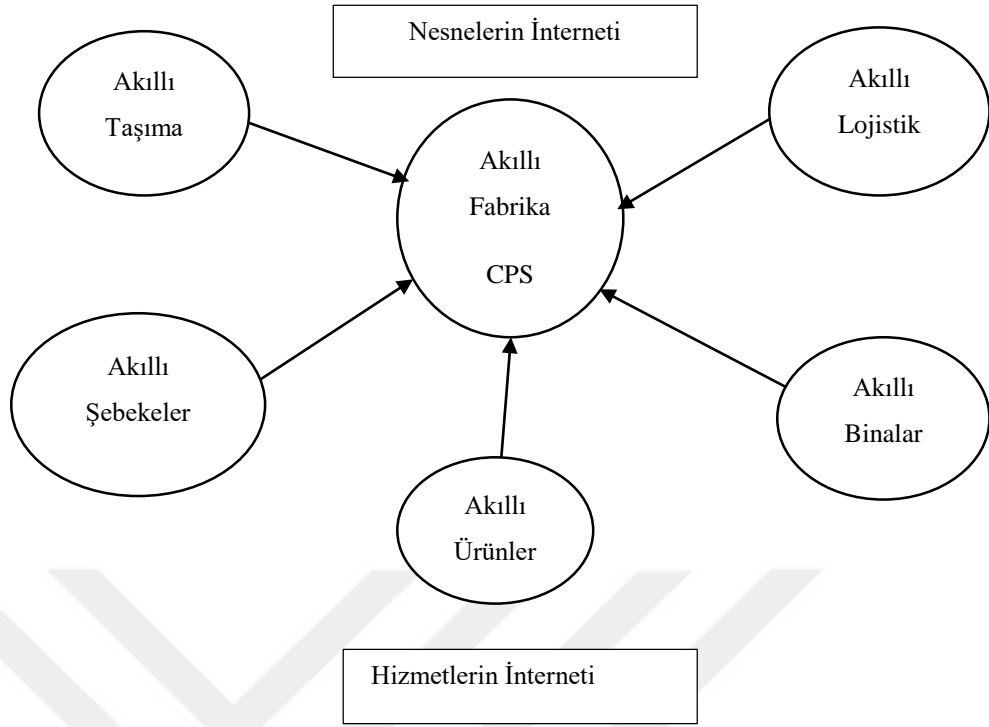 Nesnelerin İnterneti
Akıllı
Taşıma
Akıllı
Fabrika
CPS
Akıllı
Lojistik
Akıllı
Şebekeler
Akıllı
Ürünler
Akıllı
Binalar
Hizmetlerin İnterneti